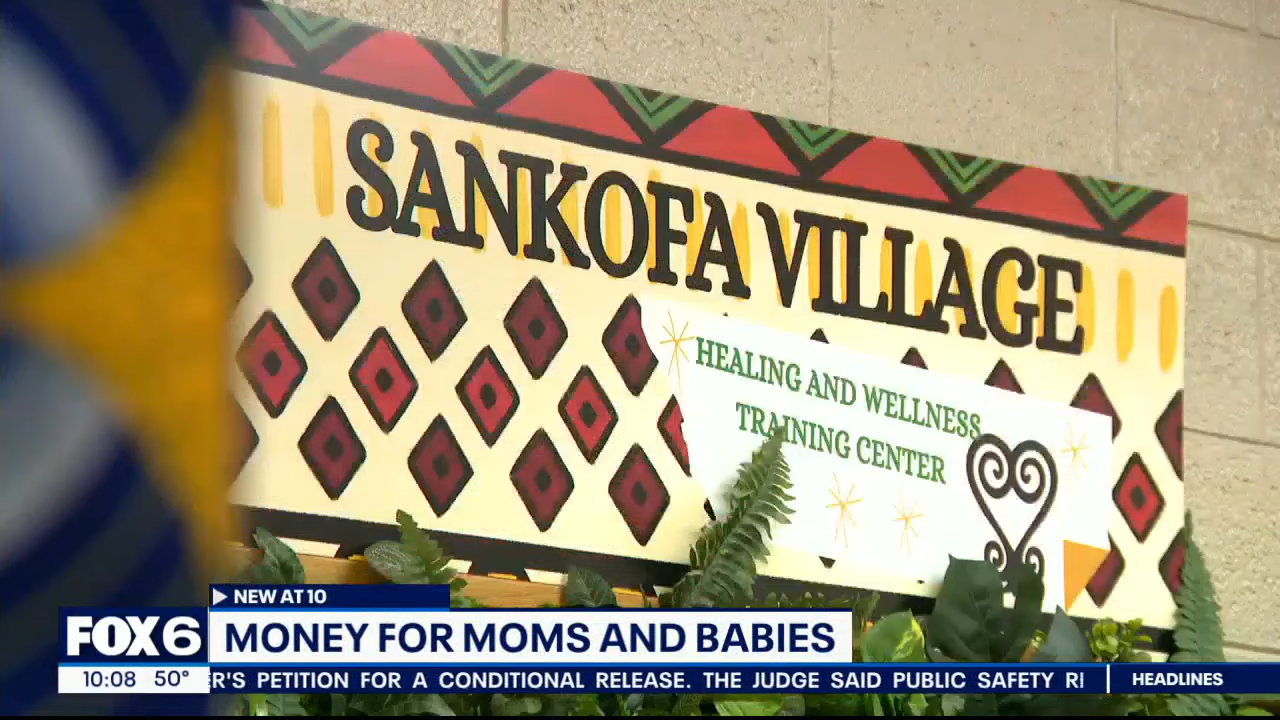 SANKOFA VILLAGE
HEALING AND WELLNESS
TRAINING CENTER
NEW AT 10
FOX6
MONEY FOR MOMS AND BABIES
10:08 50°
R'S PETITION FOR A CONDITIONAL RELEASE. THE JUDGE SAID PUBLIC SAFETY
HEADLINES